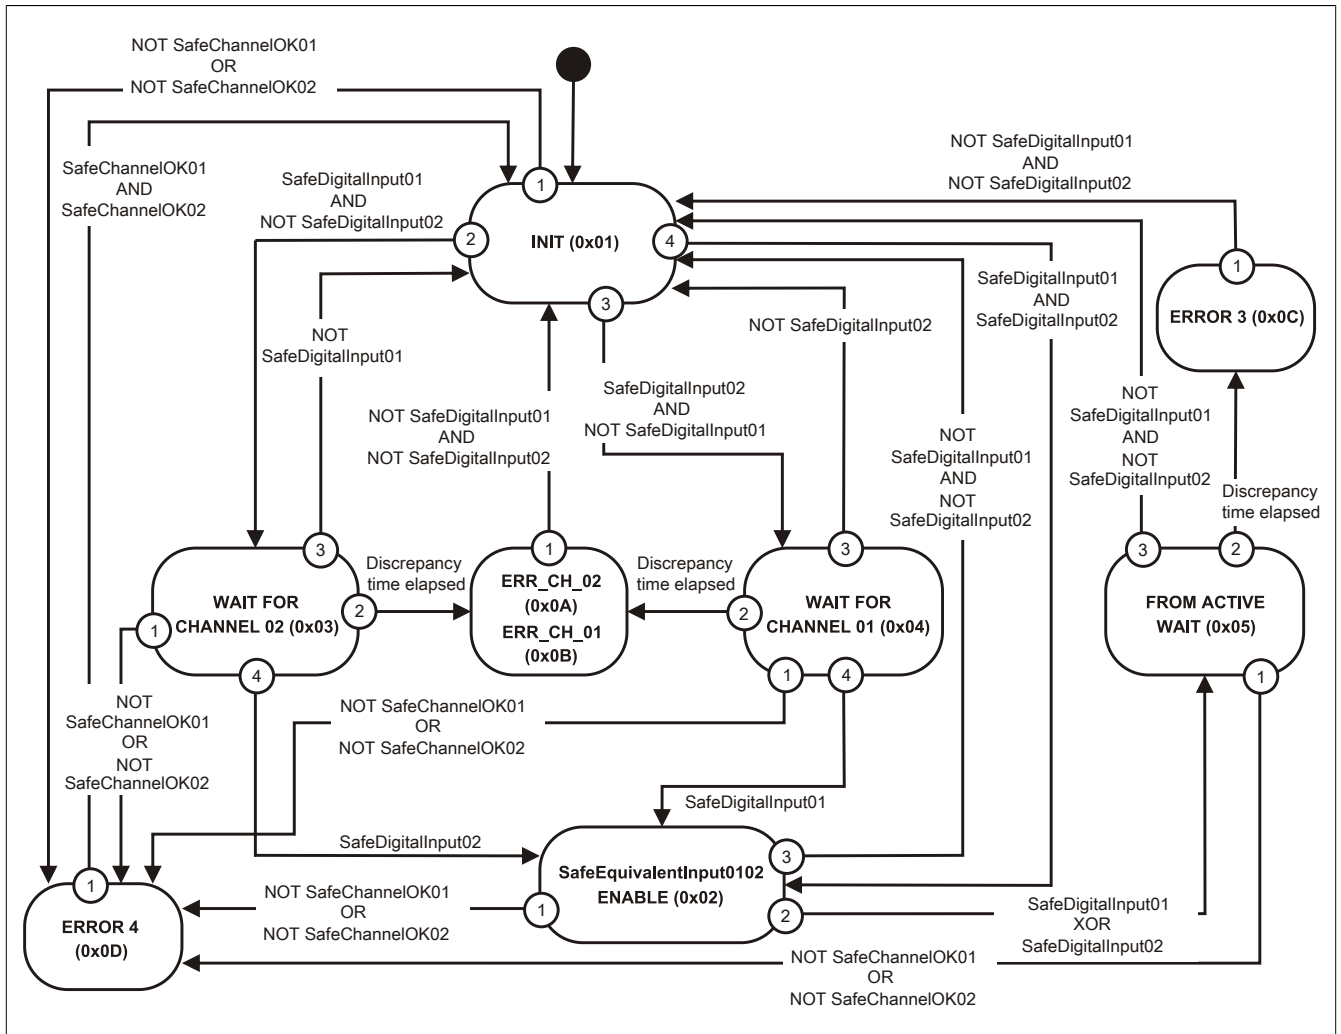 NOT SafeChannelOK01
OR
NOT SafeChannelOK02
SafeChannelOK01
AND
SafeChannelOK02
SafeDigitalInput01
AND
NOT SafeDigitalInput02
1
2
INIT (0x01)
4
3
NOT SafeDigitalInput01
AND
NOT SafeDigitalInput02
SafeDigitalInput01
AND
SafeDigitalInput02
1
ERROR 3 (0x0C)
NOT
SafeDigitalInput01
NOT SafeDigitalInput02
NOT SafeDigitalInput01
AND
NOT SafeDigitalInput02
SafeDigitalInput02
AND
NOT SafeDigitalInput01
NOT
SafeDigitalInput01
AND
NOT
SafeDigitalInput02
NOT
SafeDigitalInput01
AND
NOT
SafeDigitalInput02
Discrepancy
time elapsed
3
WAIT FOR
CHANNEL 02 (0x03)
1
2
4
Discrepancy
time elapsed
1
ERR_CH_02
(0x0A)
ERR_CH_01
(0x0B)
Discrepancy
time elapsed
3
2
WAIT FOR
CHANNEL 01 (0x04)
1
4
3
2
FROM ACTIVE
WAIT (0x05)
1
NOT
SafeChannelOK01
OR
NOT
SafeChannelOK02
NOT SafeChannelOK01
OR
NOT SafeChannelOK02
SafeDigitalInput01
SafeDigitalInput02
1
ERROR 4
(0x0D)
NOT SafeChannelOK01
OR
NOT SafeChannelOK02
SafeEquivalentInput0102
ENABLE (0x02)
3
1
2
SafeDigitalInput01
XOR
SafeDigitalInput02
NOT SafeChannelOK01
OR
NOT SafeChannelOK02